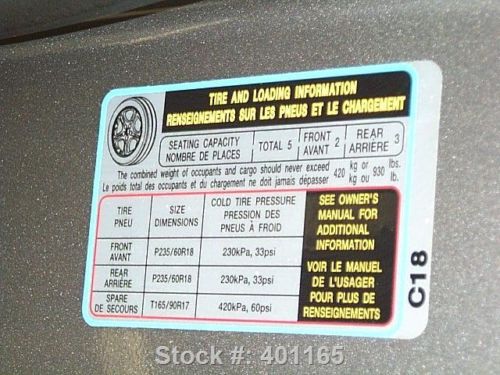 TIRE AND LOADING INFORMATION
RENSEIGNEMENTS SUR LES PNEUS ET LE CHARGEMENT
SEATING CAPACITY
NOMBRE DE PLACES
TOTAL 5
FRONT
AVANT 2
REAR
ARRIÈRE 3
The combined weight of occupants and cargo should never exceed 420 kg or 930 lbs.
Le poids total des occupants et du chargement ne doit jamais dépasser kg ou lb.
TIRE
PNEU
SIZE
DIMENSIONS
COLD TIRE PRESSURE
PRESSION DES
PNEUS À FROID
FRONT
AVANT
P235/60R18
230kPa, 33psi
REAR
ARRIÈRE
P235/60R18
230kPa, 33psi
SPARE
DE SECOURS
T165/90R17
420kPa, 60psi
SEE OWNER'S
MANUAL FOR
ADDITIONAL
INFORMATION
VOIR LE MANUEL
DE L'USAGER
POUR PLUS DE
RENSEIGNEMENTS
C18
Stock #: 401165